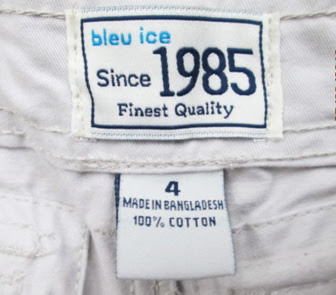 bleu ice
Since 1985
Finest Quality
4
MADE IN BANGLADESH
100% COTTON